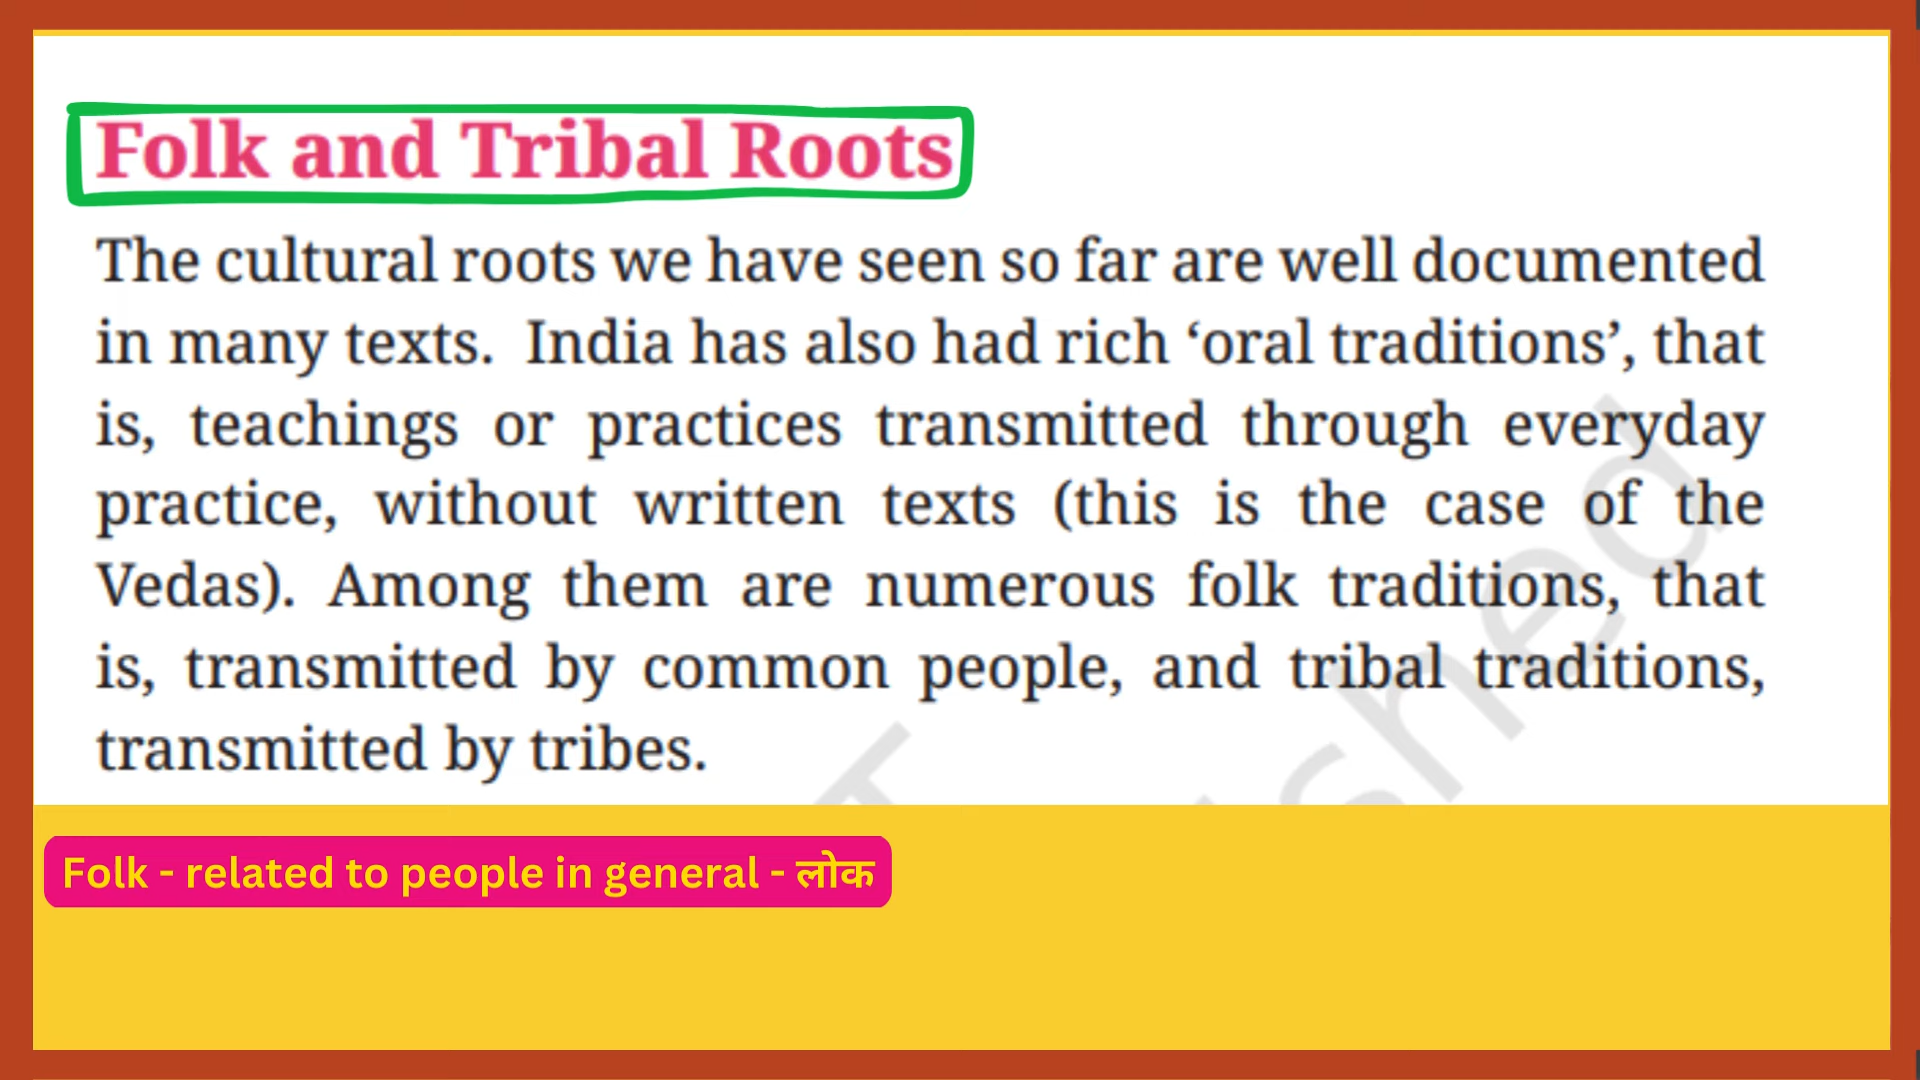 Folk and Tribal Roots
The cultural roots we have seen so far are well documented
in many texts. India has also had rich ‘oral traditions’, that
is, teachings or practices transmitted through everyday
practice, without written texts (this is the case of the
Vedas). Among them are numerous folk traditions, that
is, transmitted by common people, and tribal traditions,
transmitted by tribes.
Folk - related to people in general - लोक